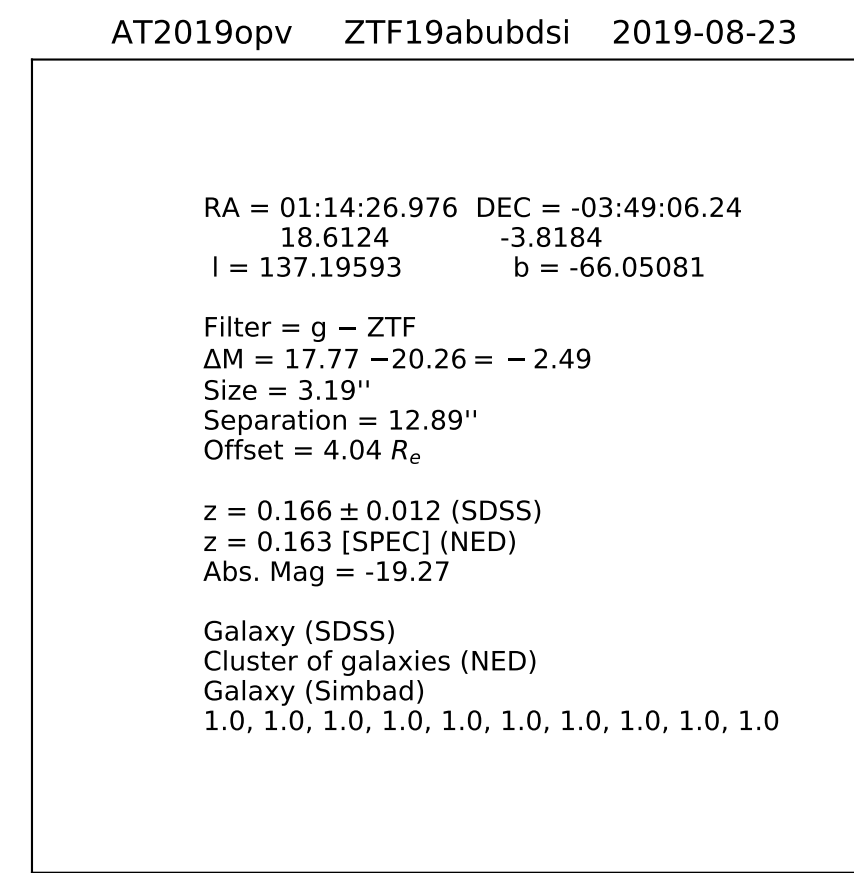 AT2019opv ZTF19abubdsi 2019-08-23
RA = 01:14:26.976 DEC = -03:49:06.24
18.6124 -3.8184
l = 137.19593 b = -66.05081
Filter = g − ZTF
ΔM = 17.77 −20.26 = − 2.49
Size = 3.19''
Separation = 12.89''
Offset = 4.04 Rₑ
z = 0.166 ± 0.012 (SDSS)
z = 0.163 [SPEC] (NED)
Abs. Mag = -19.27
Galaxy (SDSS)
Cluster of galaxies (NED)
Galaxy (Simbad)
1.0, 1.0, 1.0, 1.0, 1.0, 1.0, 1.0, 1.0, 1.0, 1.0